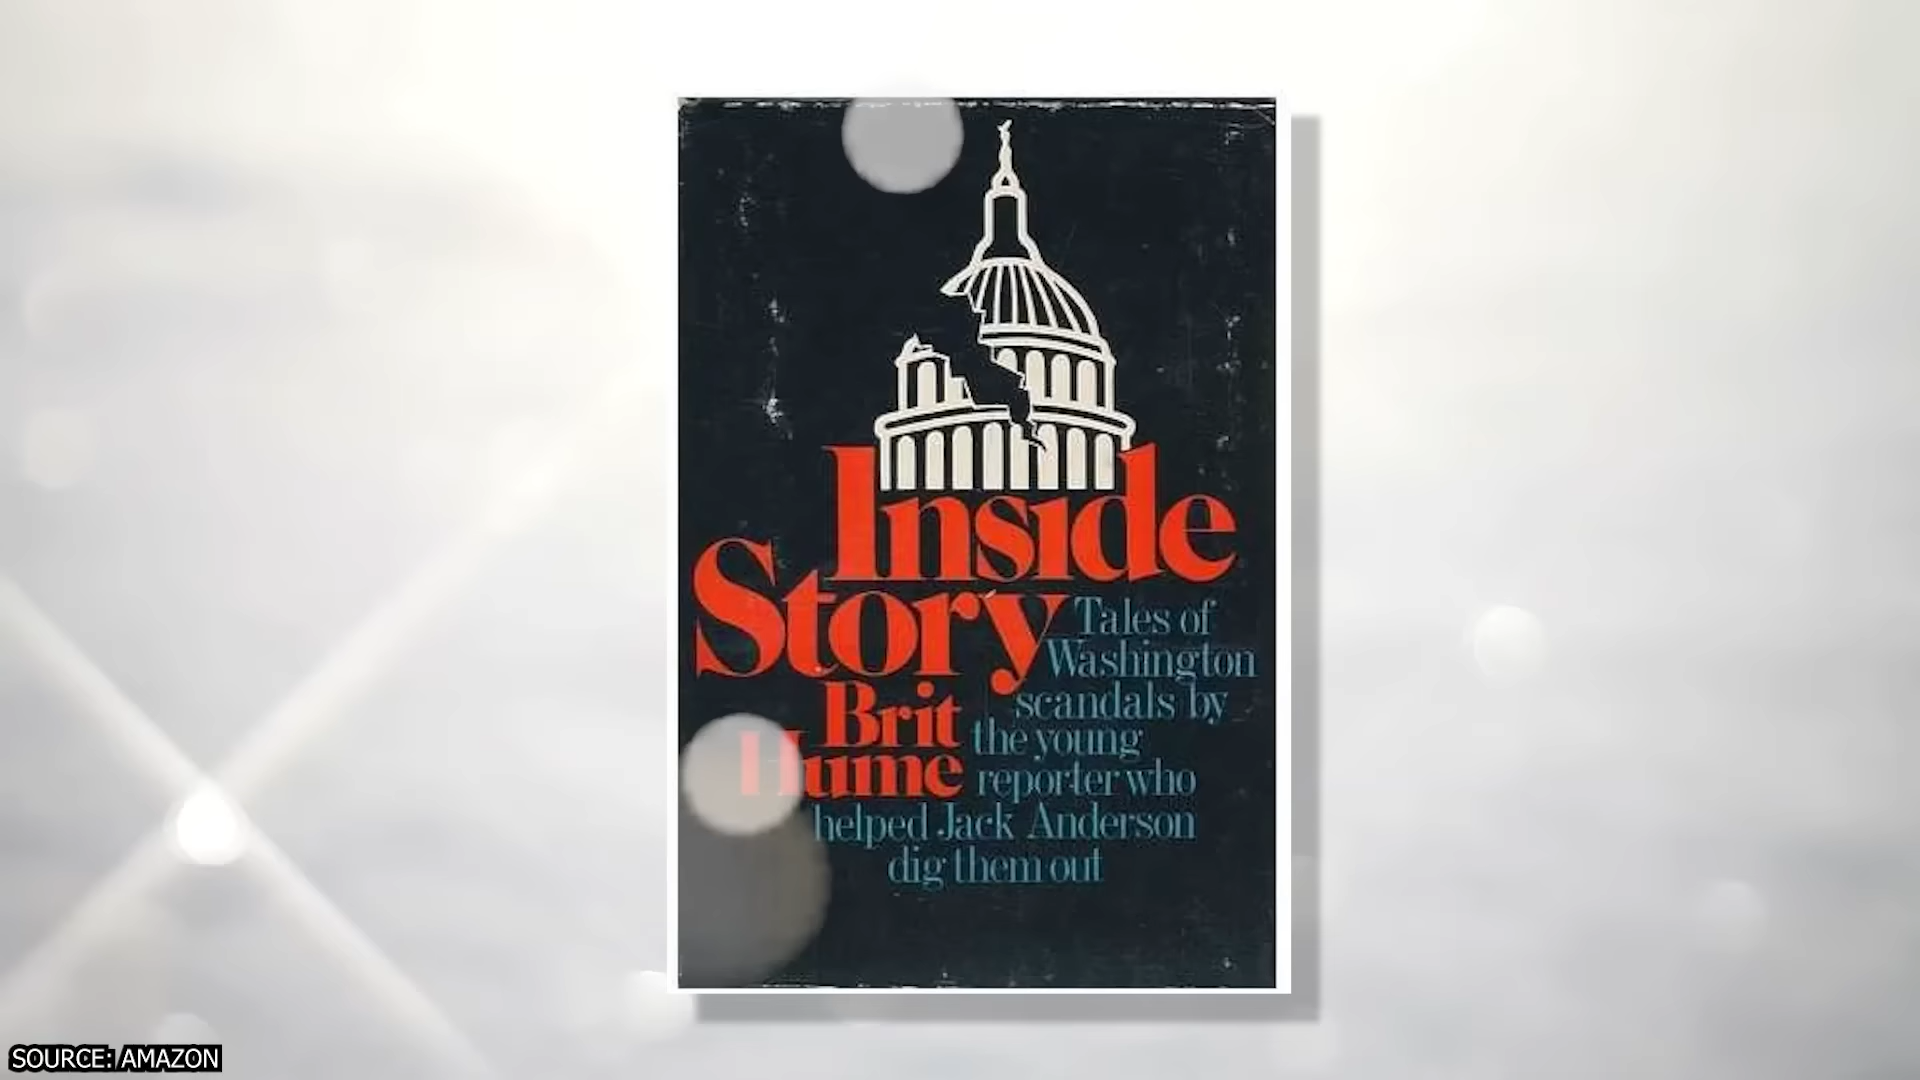 Inside
Story
Brit
Hume
Tales of
Washington
scandals by
the young
reporter who
helped Jack Anderson
dig them out
SOURCE: AMAZON